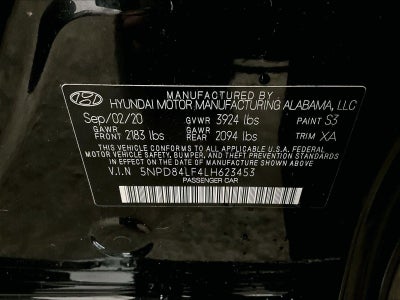 MANUFACTURED BY
HYUNDAI MOTOR MANUFACTURING ALABAMA, LLC
Sep/02/20 GVWR 3924 lbs PAINT S3
GAWR FRONT 2183 lbs GAWR REAR 2094 lbs TRIM XA
THIS VEHICLE CONFORMS TO ALL APPLICABLE U.S.A. FEDERAL
MOTOR VEHICLE SAFETY, BUMPER, AND THEFT PREVENTION STANDARDS
IN EFFECT ON THE DATE OF MANUFACTURE SHOWN ABOVE
V.I.N 5NPD84LF4LH623453
PASSENGER CAR